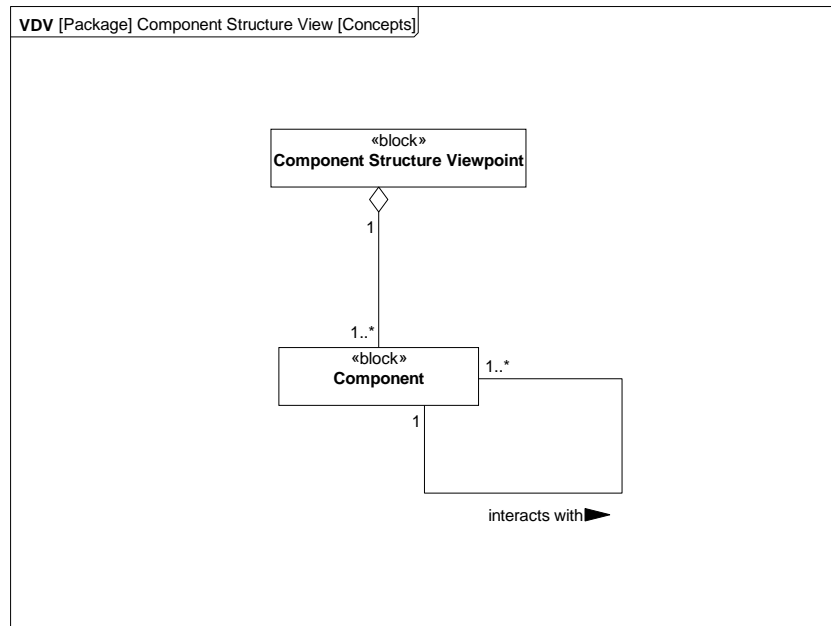 VDV [Package] Component Structure View [Concepts]
«block»
Component Structure Viewpoint
1
1..*
«block»
Component
1..*
1
interacts with